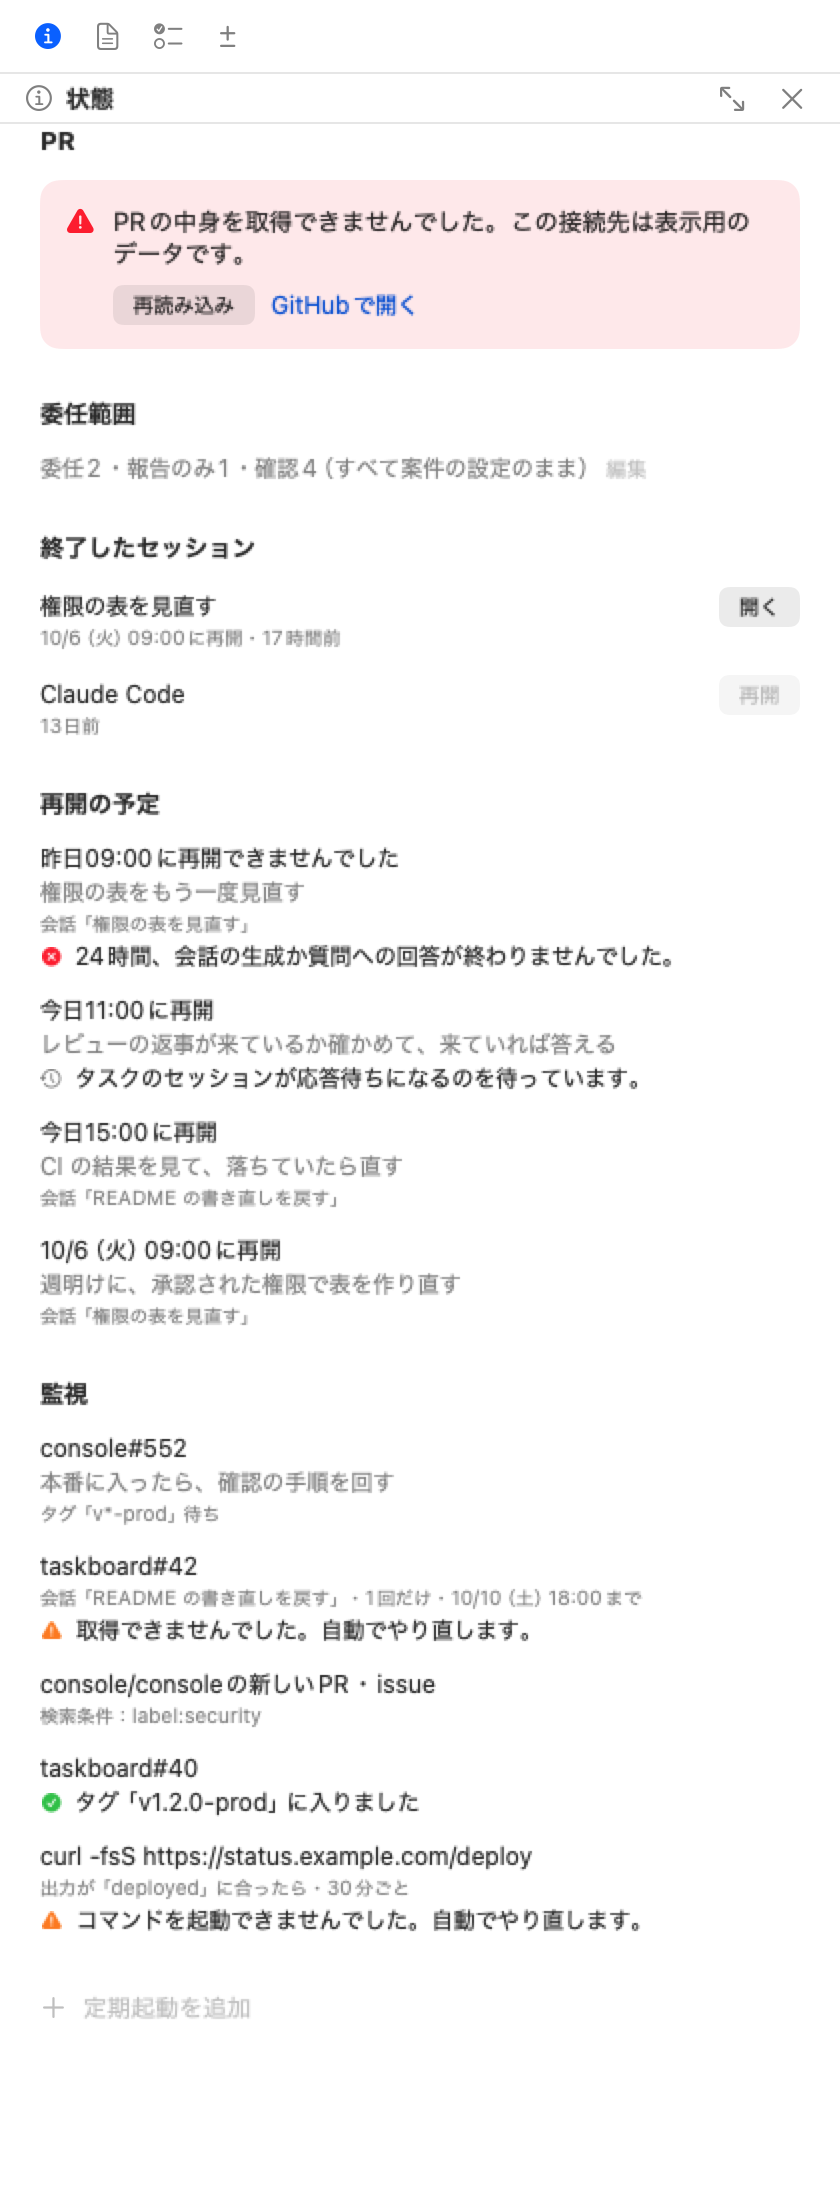 状態
PR
PRの中身を取得できませんでした。この接続先は表示用の
データです。
再読み込み GitHubで開く
委任範囲
委任2・報告のみ1・確認4（すべて案件の設定のまま） 編集
終了したセッション
権限の表を見直す 開く
10/6（火）09:00に再開・17時間前
Claude Code 再開
13日前
再開の予定
昨日09:00に再開できませんでした
権限の表をもう一度見直す
会話「権限の表を見直す」
24時間、会話の生成か質問への回答が終わりませんでした。
今日11:00に再開
レビューの返事が来ているか確かめて、来ていれば答える
タスクのセッションが応答待ちになるのを待っています。
今日15:00に再開
CI の結果を見て、落ちていたら直す
会話「README の書き直しを戻す」
10/6（火）09:00に再開
週明けに、承認された権限で表を作り直す
会話「権限の表を見直す」
監視
console#552
本番に入ったら、確認の手順を回す
タグ「v*-prod」待ち
taskboard#42
会話「README の書き直しを戻す」・1回だけ・10/10（土）18:00まで
取得できませんでした。自動でやり直します。
console/consoleの新しいPR・issue
検索条件：label:security
taskboard#40
タグ「v1.2.0-prod」に入りました
curl -fsS https://status.example.com/deploy
出力が「deployed」に合ったら・30分ごと
コマンドを起動できませんでした。自動でやり直します。
定期起動を追加